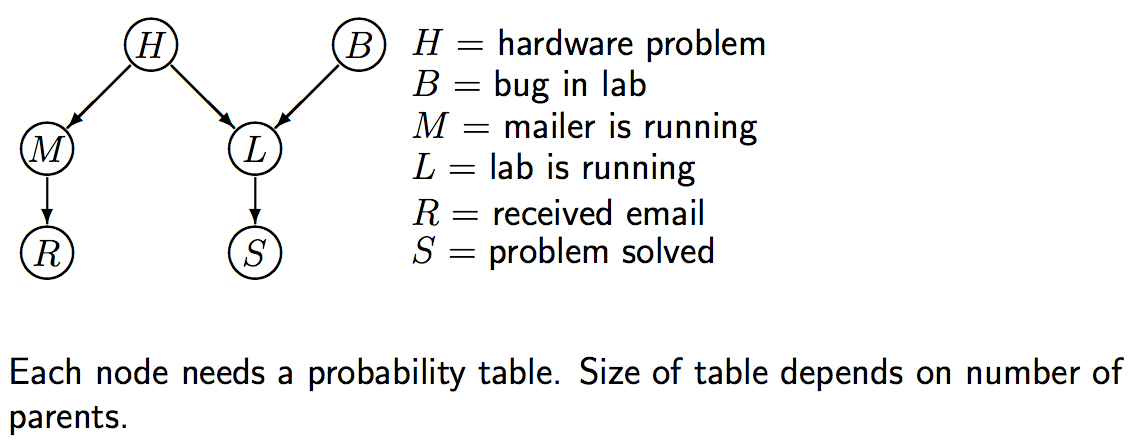 H
B
H = hardware problem
B = bug in lab
M = mailer is running
M
L
L = lab is running
R = received email
R
S
S = problem solved
Each node needs a probability table. Size of table depends on number of
parents.